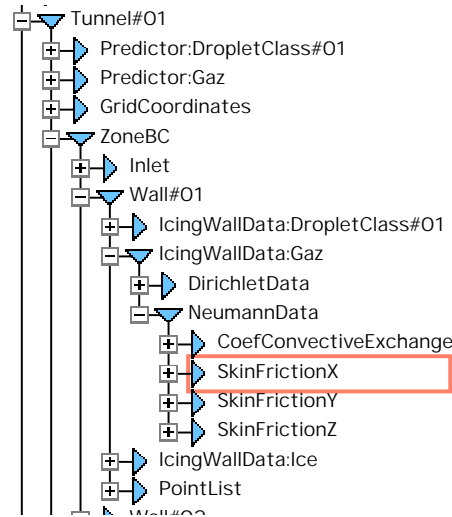 Tunnel#01
Predictor:DropletClass#01
Predictor:Gaz
GridCoordinates
ZoneBC
Inlet
Wall#01
IcingWallData:DropletClass#01
IcingWallData:Gaz
DirichletData
NeumannData
CoefConvectiveExchange
SkinFrictionX
SkinFrictionY
SkinFrictionZ
IcingWallData:Ice
PointList